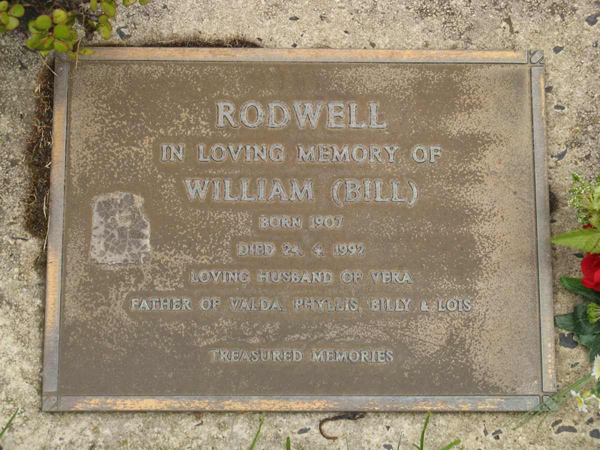 RODWELL
IN LOVING MEMORY OF
WILLIAM (BILL)
BORN 1907
DIED 24. 4. 1992
LOVING HUSBAND OF VERA
FATHER OF VALDA, PHYLLIS, BILLY & LOIS
TREASURED MEMORIES